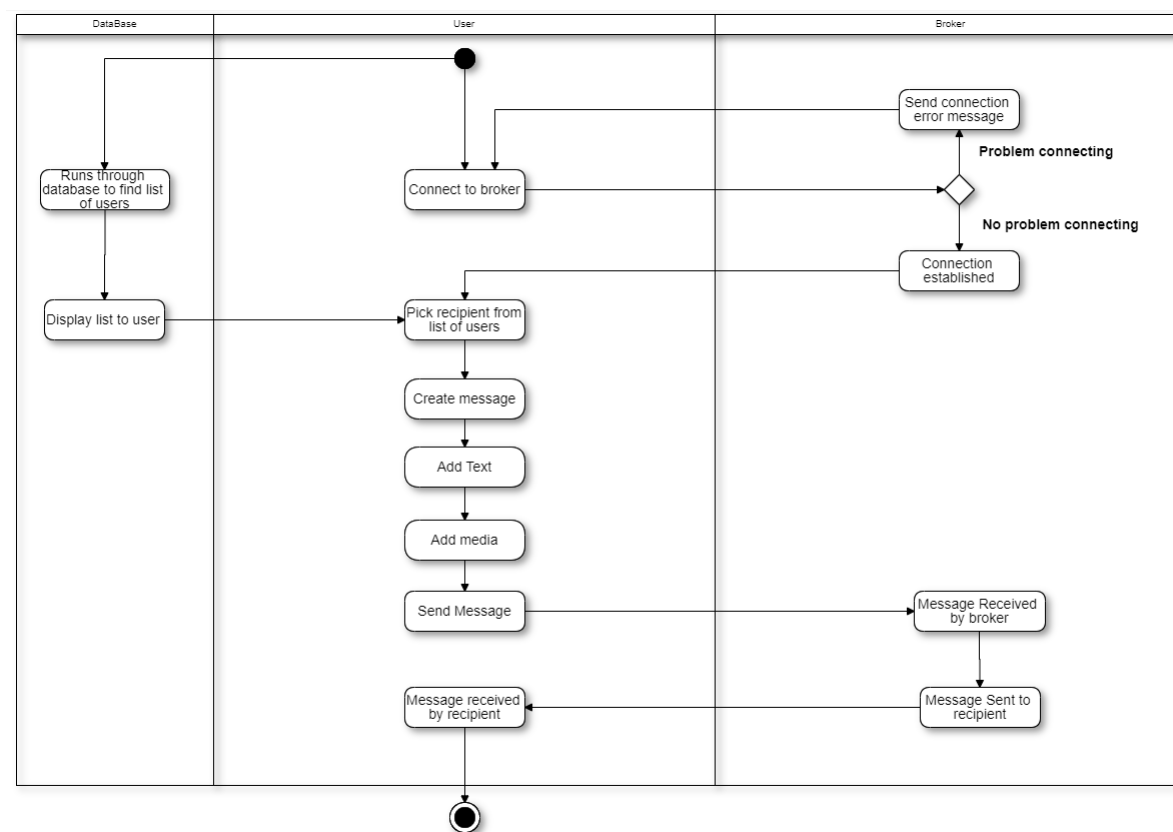 DataBase
User
Broker
Send connection
error message
Problem connecting
Runs through
database to find list
of users
Connect to broker
No problem connecting
Connection
established
Display list to user
Pick recipient from
list of users
Create message
Add Text
Add media
Send Message
Message Received
by broker
Message received
by recipient
Message Sent to
recipient